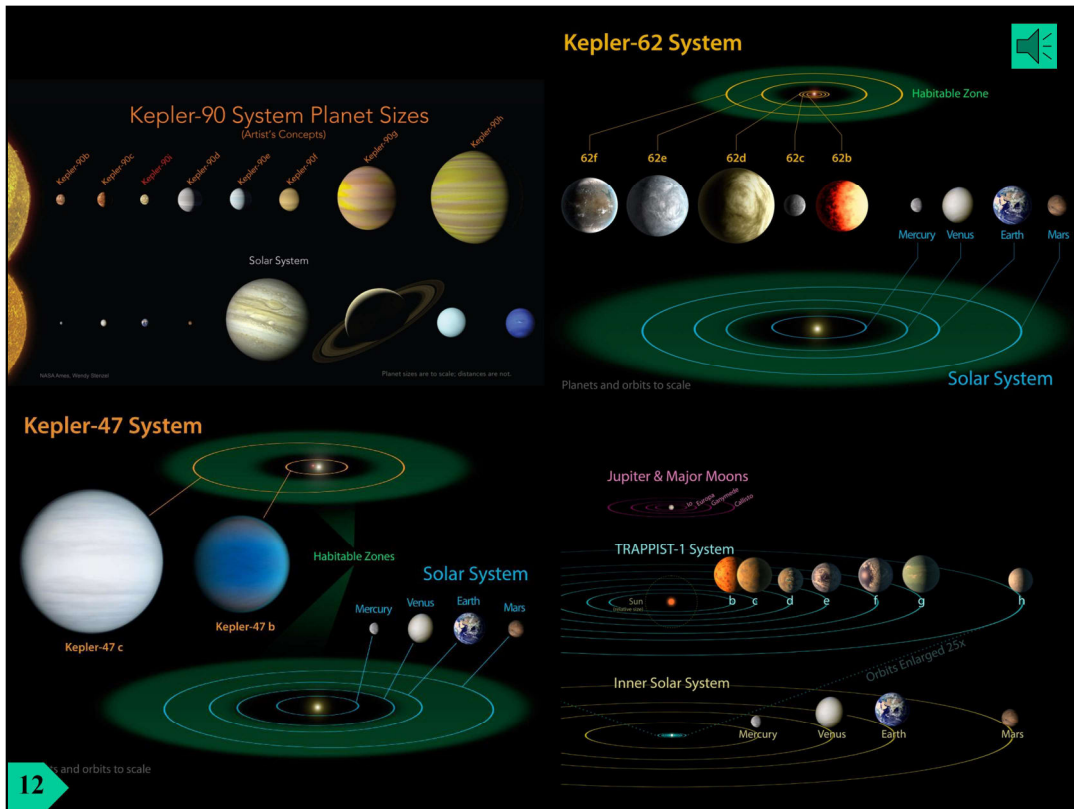 Kepler-90 System Planet Sizes
(Artist's Concepts)
Kepler-90b
Kepler-90c
Kepler-90i
Kepler-90d
Kepler-90e
Kepler-90f
Kepler-90g
Kepler-90h
Solar System
NASA Ames, Wendy Stenzel
Planet sizes are to scale; distances are not.
Kepler-62 System
Habitable Zone
62f 62e 62d 62c 62b
Mercury Venus Earth Mars
Solar System
Planets and orbits to scale
Kepler-47 System
Habitable Zones
Solar System
Mercury Venus Earth Mars
Kepler-47 c
Kepler-47 b
ts and orbits to scale
12
Jupiter & Major Moons
Io
Europa
Ganymede
Callisto
TRAPPIST-1 System
Sun
(relative size)
b c d e f g h
Orbits Enlarged 25x
Inner Solar System
Mercury Venus Earth Mars